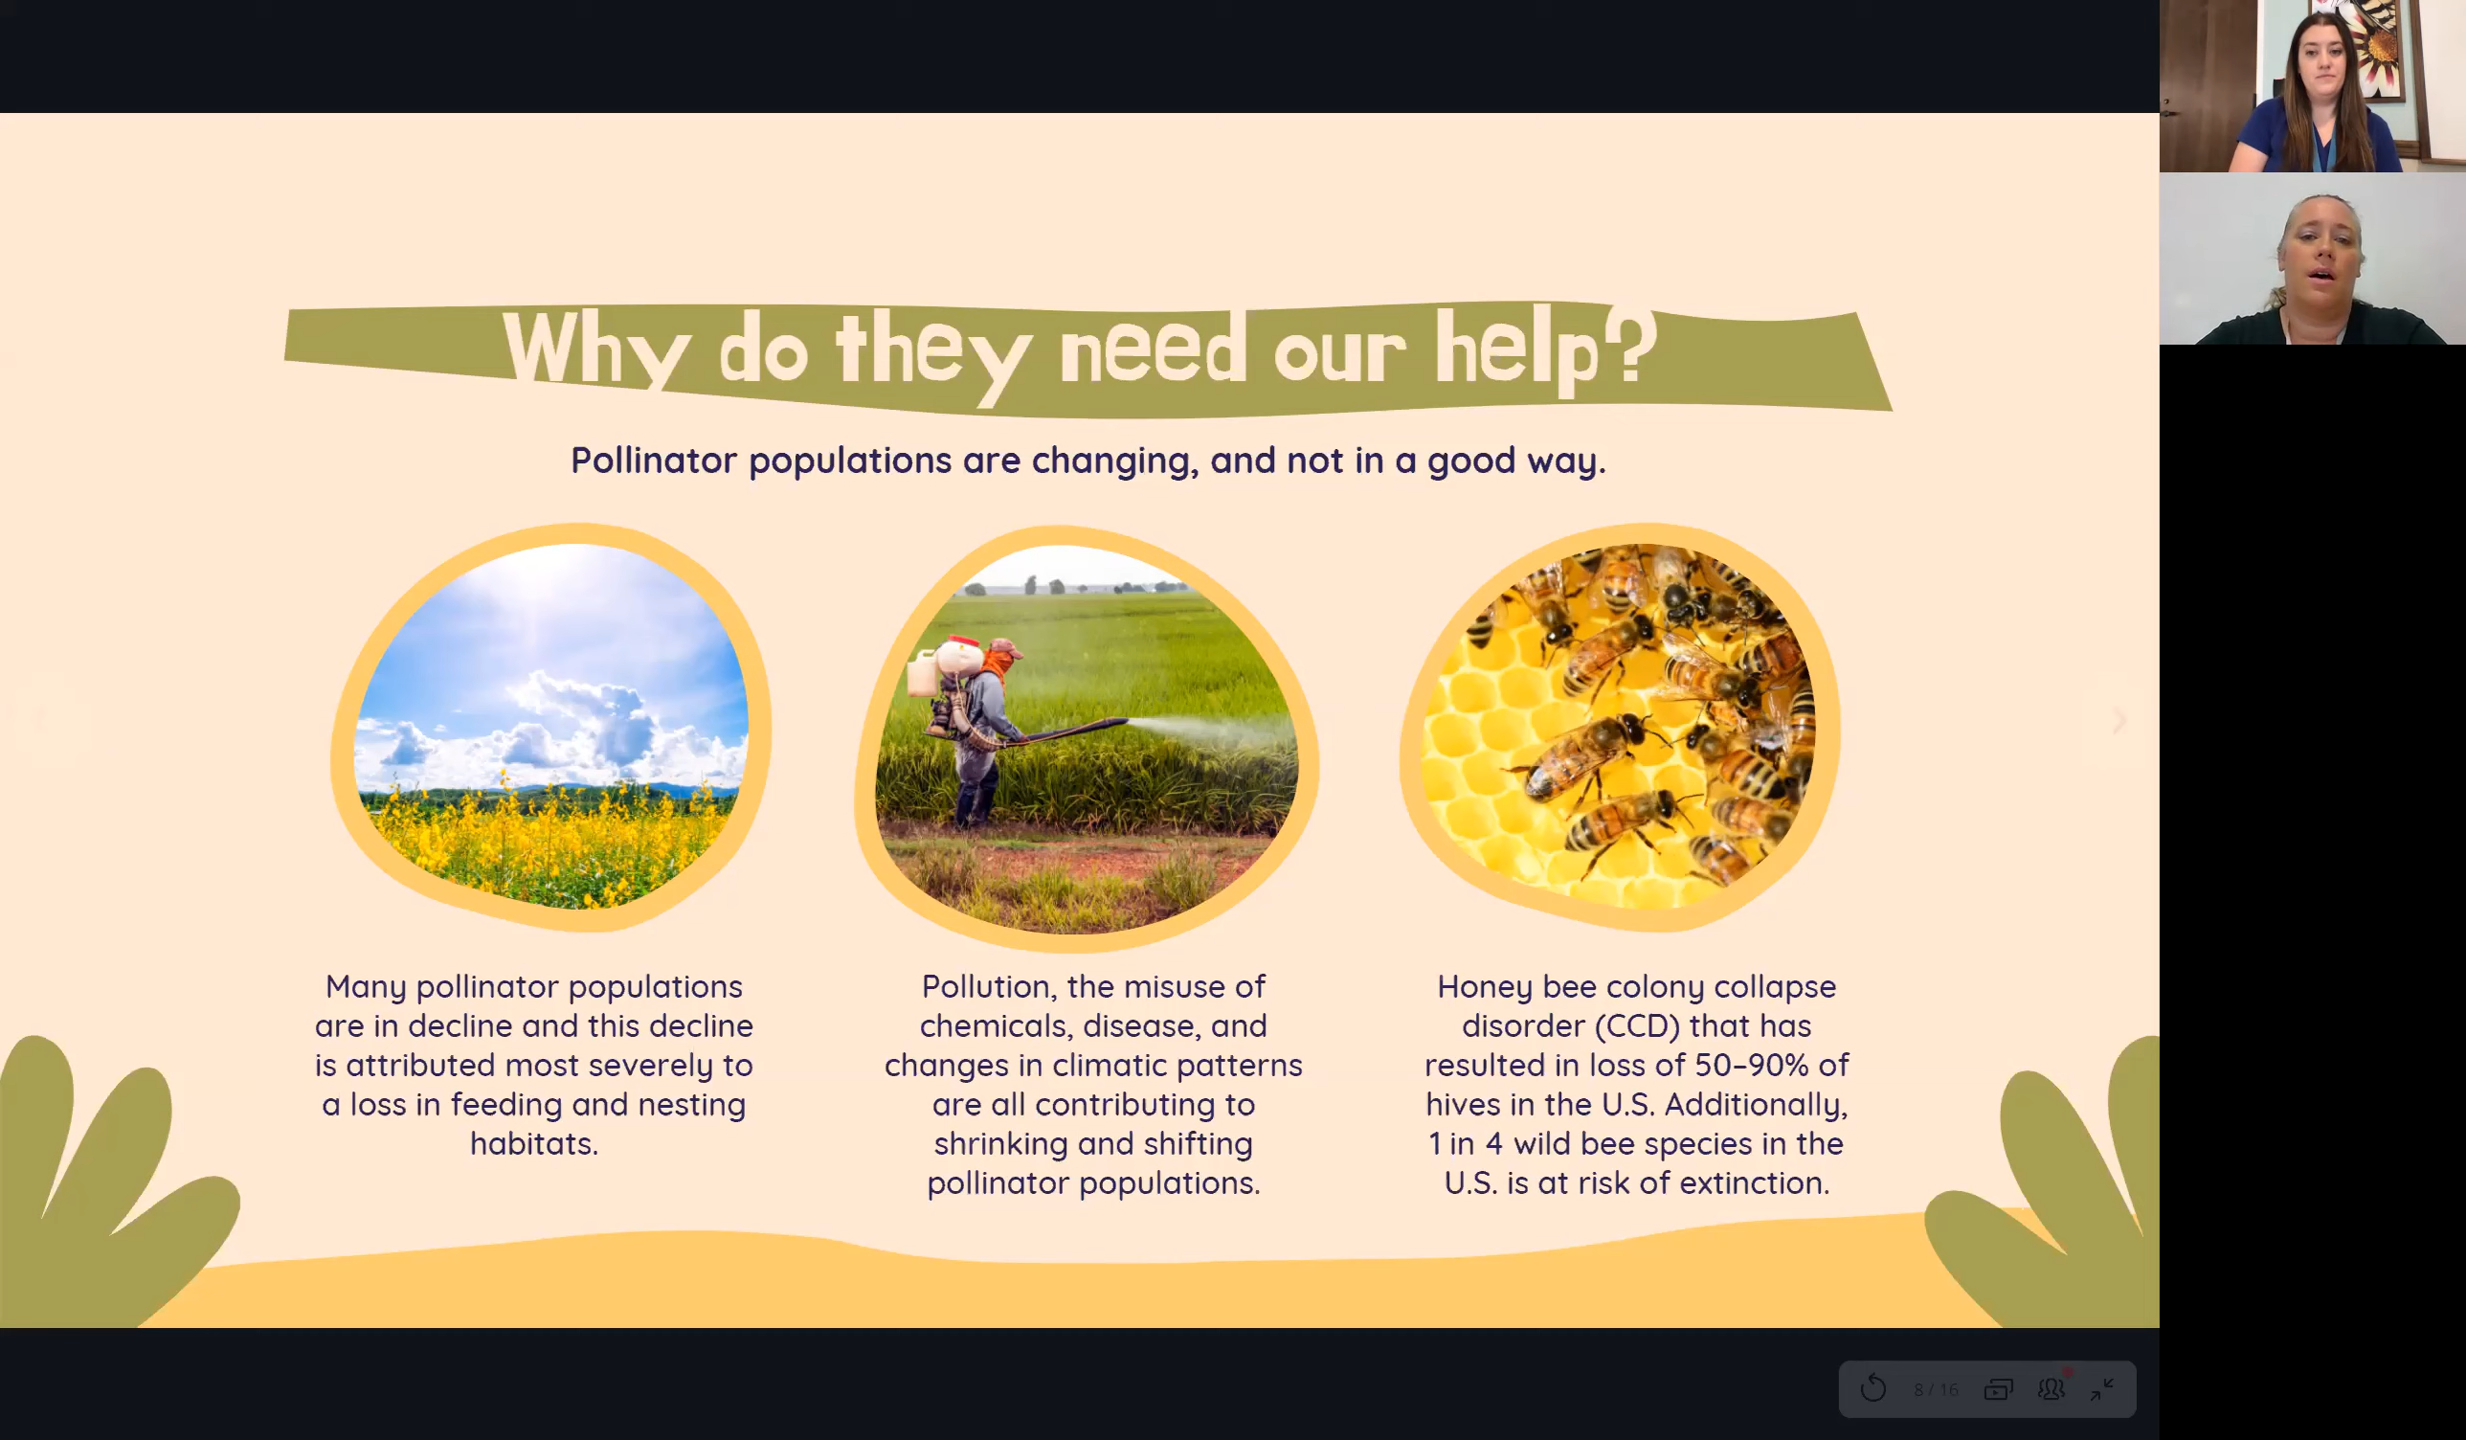 Why do they need our help?
Pollinator populations are changing, and not in a good way.
Many pollinator populations
are in decline and this decline
is attributed most severely to
a loss in feeding and nesting
habitats.
Pollution, the misuse of
chemicals, disease, and
changes in climatic patterns
are all contributing to
shrinking and shifting
pollinator populations.
Honey bee colony collapse
disorder (CCD) that has
resulted in loss of 50-90% of
hives in the U.S. Additionally,
1 in 4 wild bee species in the
U.S. is at risk of extinction.
8 / 16